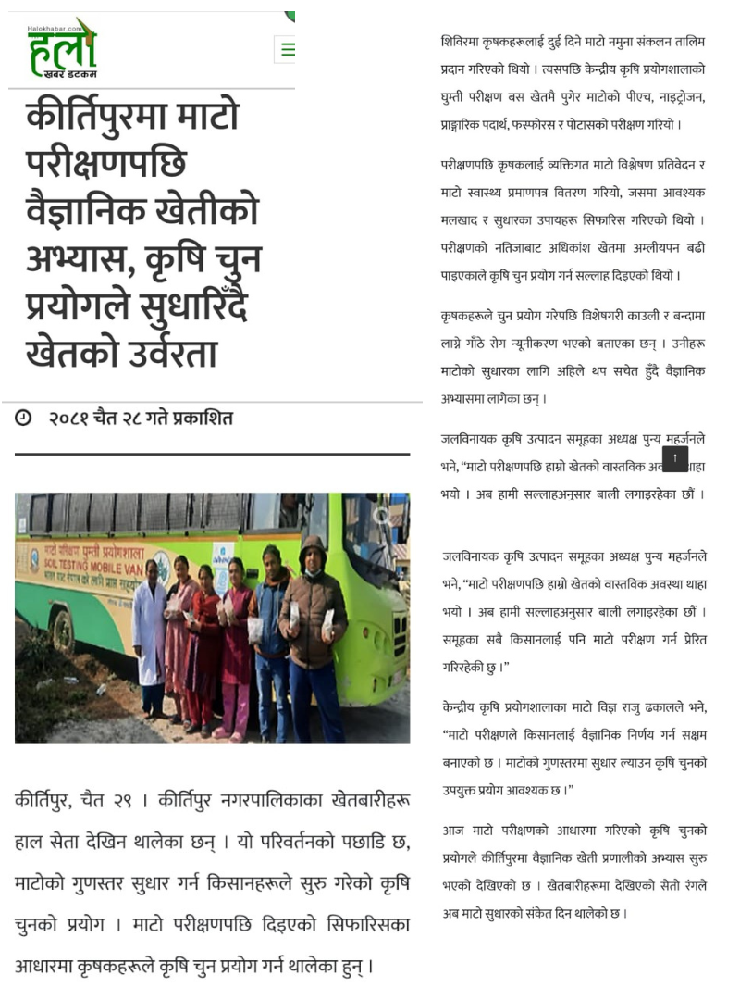 Halokhabar.com
हलो
खबर डटकम
कीर्तिपुरमा माटो
परीक्षणपछि
वैज्ञानिक खेतीको
अभ्यास, कृषि चुन
प्रयोगले सुधारिँदै
खेतको उर्वरता
२०८१ चैत २८ गते प्रकाशित
माटो परिक्षण घुम्ती प्रयोगशाला
SOIL TESTING MOBILE VAN
कीर्तिपुर, चैत २९ । कीर्तिपुर नगरपालिकाका खेतबारीहरू
हाल सेता देखिन थालेका छन् । यो परिवर्तनको पछाडि छ,
माटोको गुणस्तर सुधार गर्न किसानहरूले सुरु गरेको कृषि
चुनको प्रयोग । माटो परीक्षणपछि दिइएको सिफारिसका
आधारमा कृषकहरूले कृषि चुन प्रयोग गर्न थालेका हुन् ।
शिविरमा कृषकहरूलाई दुई दिने माटो नमुना संकलन तालिम
प्रदान गरिएको थियो । त्यसपछि केन्द्रीय कृषि प्रयोगशालाको
घुम्ती परीक्षण बस खेतमै पुगेर माटोको पीएच, नाइट्रोजन,
प्राङ्गारिक पदार्थ, फस्फोरस र पोटासको परीक्षण गरियो ।
परीक्षणपछि कृषकलाई व्यक्तिगत माटो विश्लेषण प्रतिवेदन र
माटो स्वास्थ्य प्रमाणपत्र वितरण गरियो, जसमा आवश्यक
मलखाद र सुधारका उपायहरू सिफारिस गरिएको थियो ।
परीक्षणको नतिजाबाट अधिकांश खेतमा अम्लीयपन बढी
पाइएकाले कृषि चुन प्रयोग गर्न सल्लाह दिइएको थियो ।
कृषकहरूले चुन प्रयोग गरेपछि विशेषगरी काउली र बन्दामा
लाग्ने गाँठे रोग न्यूनीकरण भएको बताएका छन् । उनीहरू
माटोको सुधारका लागि अहिले थप सचेत हुँदै वैज्ञानिक
अभ्यासमा लागेका छन् ।
जलविनायक कृषि उत्पादन समूहका अध्यक्ष पुन्य महर्जनले
भने, “माटो परीक्षणपछि हाम्रो खेतको वास्तविक थाहा
भयो । अब हामी सल्लाहअनुसार बाली लगाइरहेका छौं ।
जलविनायक कृषि उत्पादन समूहका अध्यक्ष पुन्य महर्जनले
भने, “माटो परीक्षणपछि हाम्रो खेतको वास्तविक अवस्था थाहा
भयो । अब हामी सल्लाहअनुसार बाली लगाइरहेका छौं ।
समूहका सबै किसानलाई पनि माटो परीक्षण गर्न प्रेरित
गरिरहेकी छु ।”
केन्द्रीय कृषि प्रयोगशालाका माटो विज्ञ राजु ढकालले भने,
“माटो परीक्षणले किसानलाई वैज्ञानिक निर्णय गर्न सक्षम
बनाएको छ । माटोको गुणस्तरमा सुधार ल्याउन कृषि चुनको
उपयुक्त प्रयोग आवश्यक छ ।”
आज माटो परीक्षणको आधारमा गरिएको कृषि चुनको
प्रयोगले कीर्तिपुरमा वैज्ञानिक खेती प्रणालीको अभ्यास सुरु
भएको देखिएको छ । खेतबारीहरूमा देखिएको सेतो रंगले
अब माटो सुधारको संकेत दिन थालेको छ ।